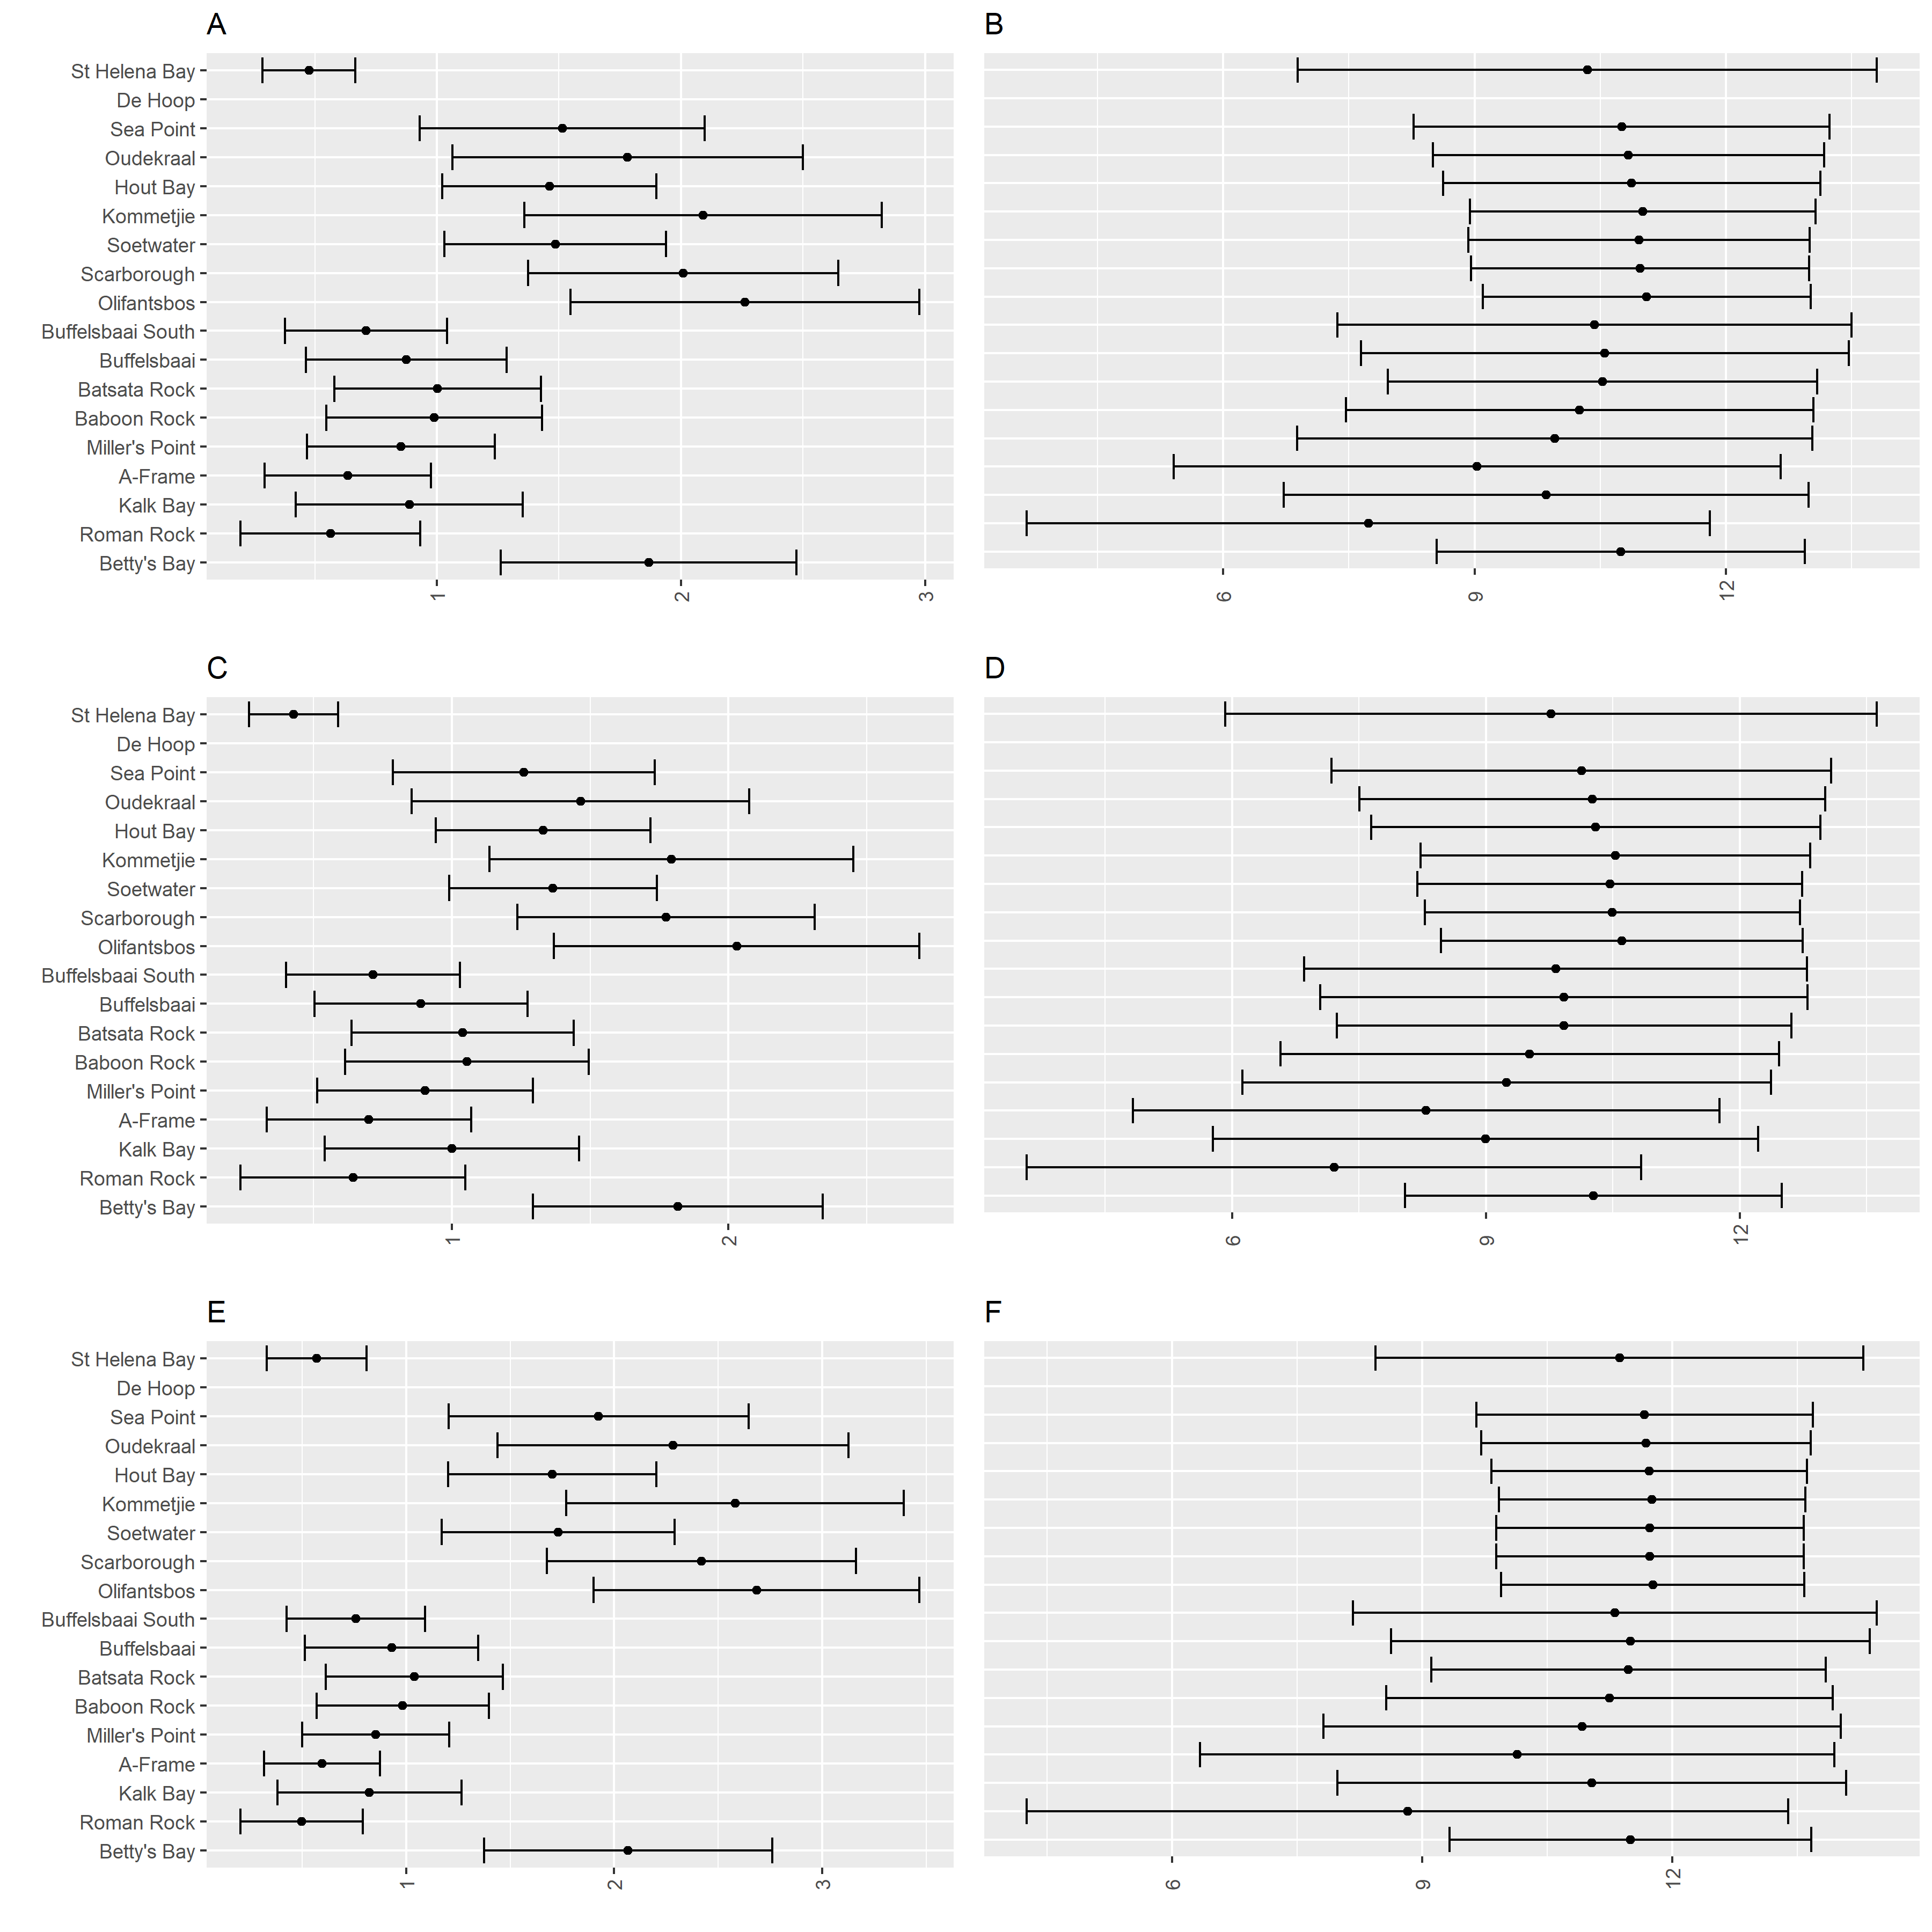 A
B
St Helena Bay
De Hoop
Sea Point
Oudekraal
Hout Bay
Kommetjie
Soetwater
Scarborough
Olifantsbos
Buffelsbaai South
Buffelsbaai
Batsata Rock
Baboon Rock
Miller's Point
A-Frame
Kalk Bay
Roman Rock
Betty's Bay
1 2 3
6 9 12
C
D
St Helena Bay
De Hoop
Sea Point
Oudekraal
Hout Bay
Kommetjie
Soetwater
Scarborough
Olifantsbos
Buffelsbaai South
Buffelsbaai
Batsata Rock
Baboon Rock
Miller's Point
A-Frame
Kalk Bay
Roman Rock
Betty's Bay
1 2
6 9 12
E
F
St Helena Bay
De Hoop
Sea Point
Oudekraal
Hout Bay
Kommetjie
Soetwater
Scarborough
Olifantsbos
Buffelsbaai South
Buffelsbaai
Batsata Rock
Baboon Rock
Miller's Point
A-Frame
Kalk Bay
Roman Rock
Betty's Bay
1 2 3
6 9 12